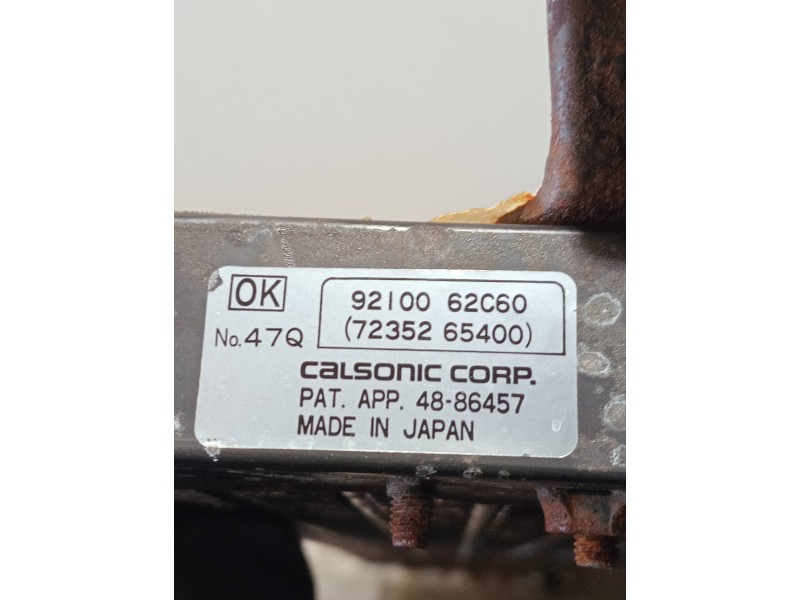 OK
92100 62C60
(72352 65400)
No.47Q
CALSONIC CORP.
PAT. APP. 48-86457
MADE IN JAPAN